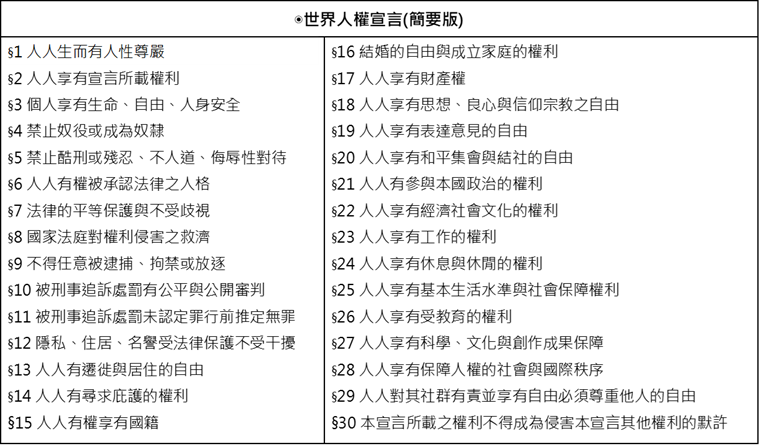 ◉世界人權宣言(簡要版)
§1 人人生而有人性尊嚴
§2 人人享有宣言所載權利
§3 個人享有生命、自由、人身安全
§4 禁止奴役或成為奴隸
§5 禁止酷刑或殘忍、不人道、侮辱性對待
§6 人人有權被承認法律之人格
§7 法律的平等保護與不受歧視
§8 國家法庭對權利侵害之救濟
§9 不得任意被逮捕、拘禁或放逐
§10 被刑事追訴處罰有公平與公開審判
§11 被刑事追訴處罰未認定罪行前推定無罪
§12 隱私、住居、名譽受法律保護不受干擾
§13 人人有遷徙與居住的自由
§14 人人有尋求庇護的權利
§15 人人有權享有國籍
§16 結婚的自由與成立家庭的權利
§17 人人享有財產權
§18 人人享有思想、良心與信仰宗教之自由
§19 人人享有表達意見的自由
§20 人人享有和平集會與結社的自由
§21 人人有參與本國政治的權利
§22 人人享有經濟社會文化的權利
§23 人人享有工作的權利
§24 人人享有休息與休閒的權利
§25 人人享有基本生活水準與社會保障權利
§26 人人享有受教育的權利
§27 人人享有科學、文化與創作成果保障
§28 人人享有保障人權的社會與國際秩序
§29 人人對其社群有責並享有自由必須尊重他人的自由
§30 本宣言所載之權利不得成為侵害本宣言其他權利的默許